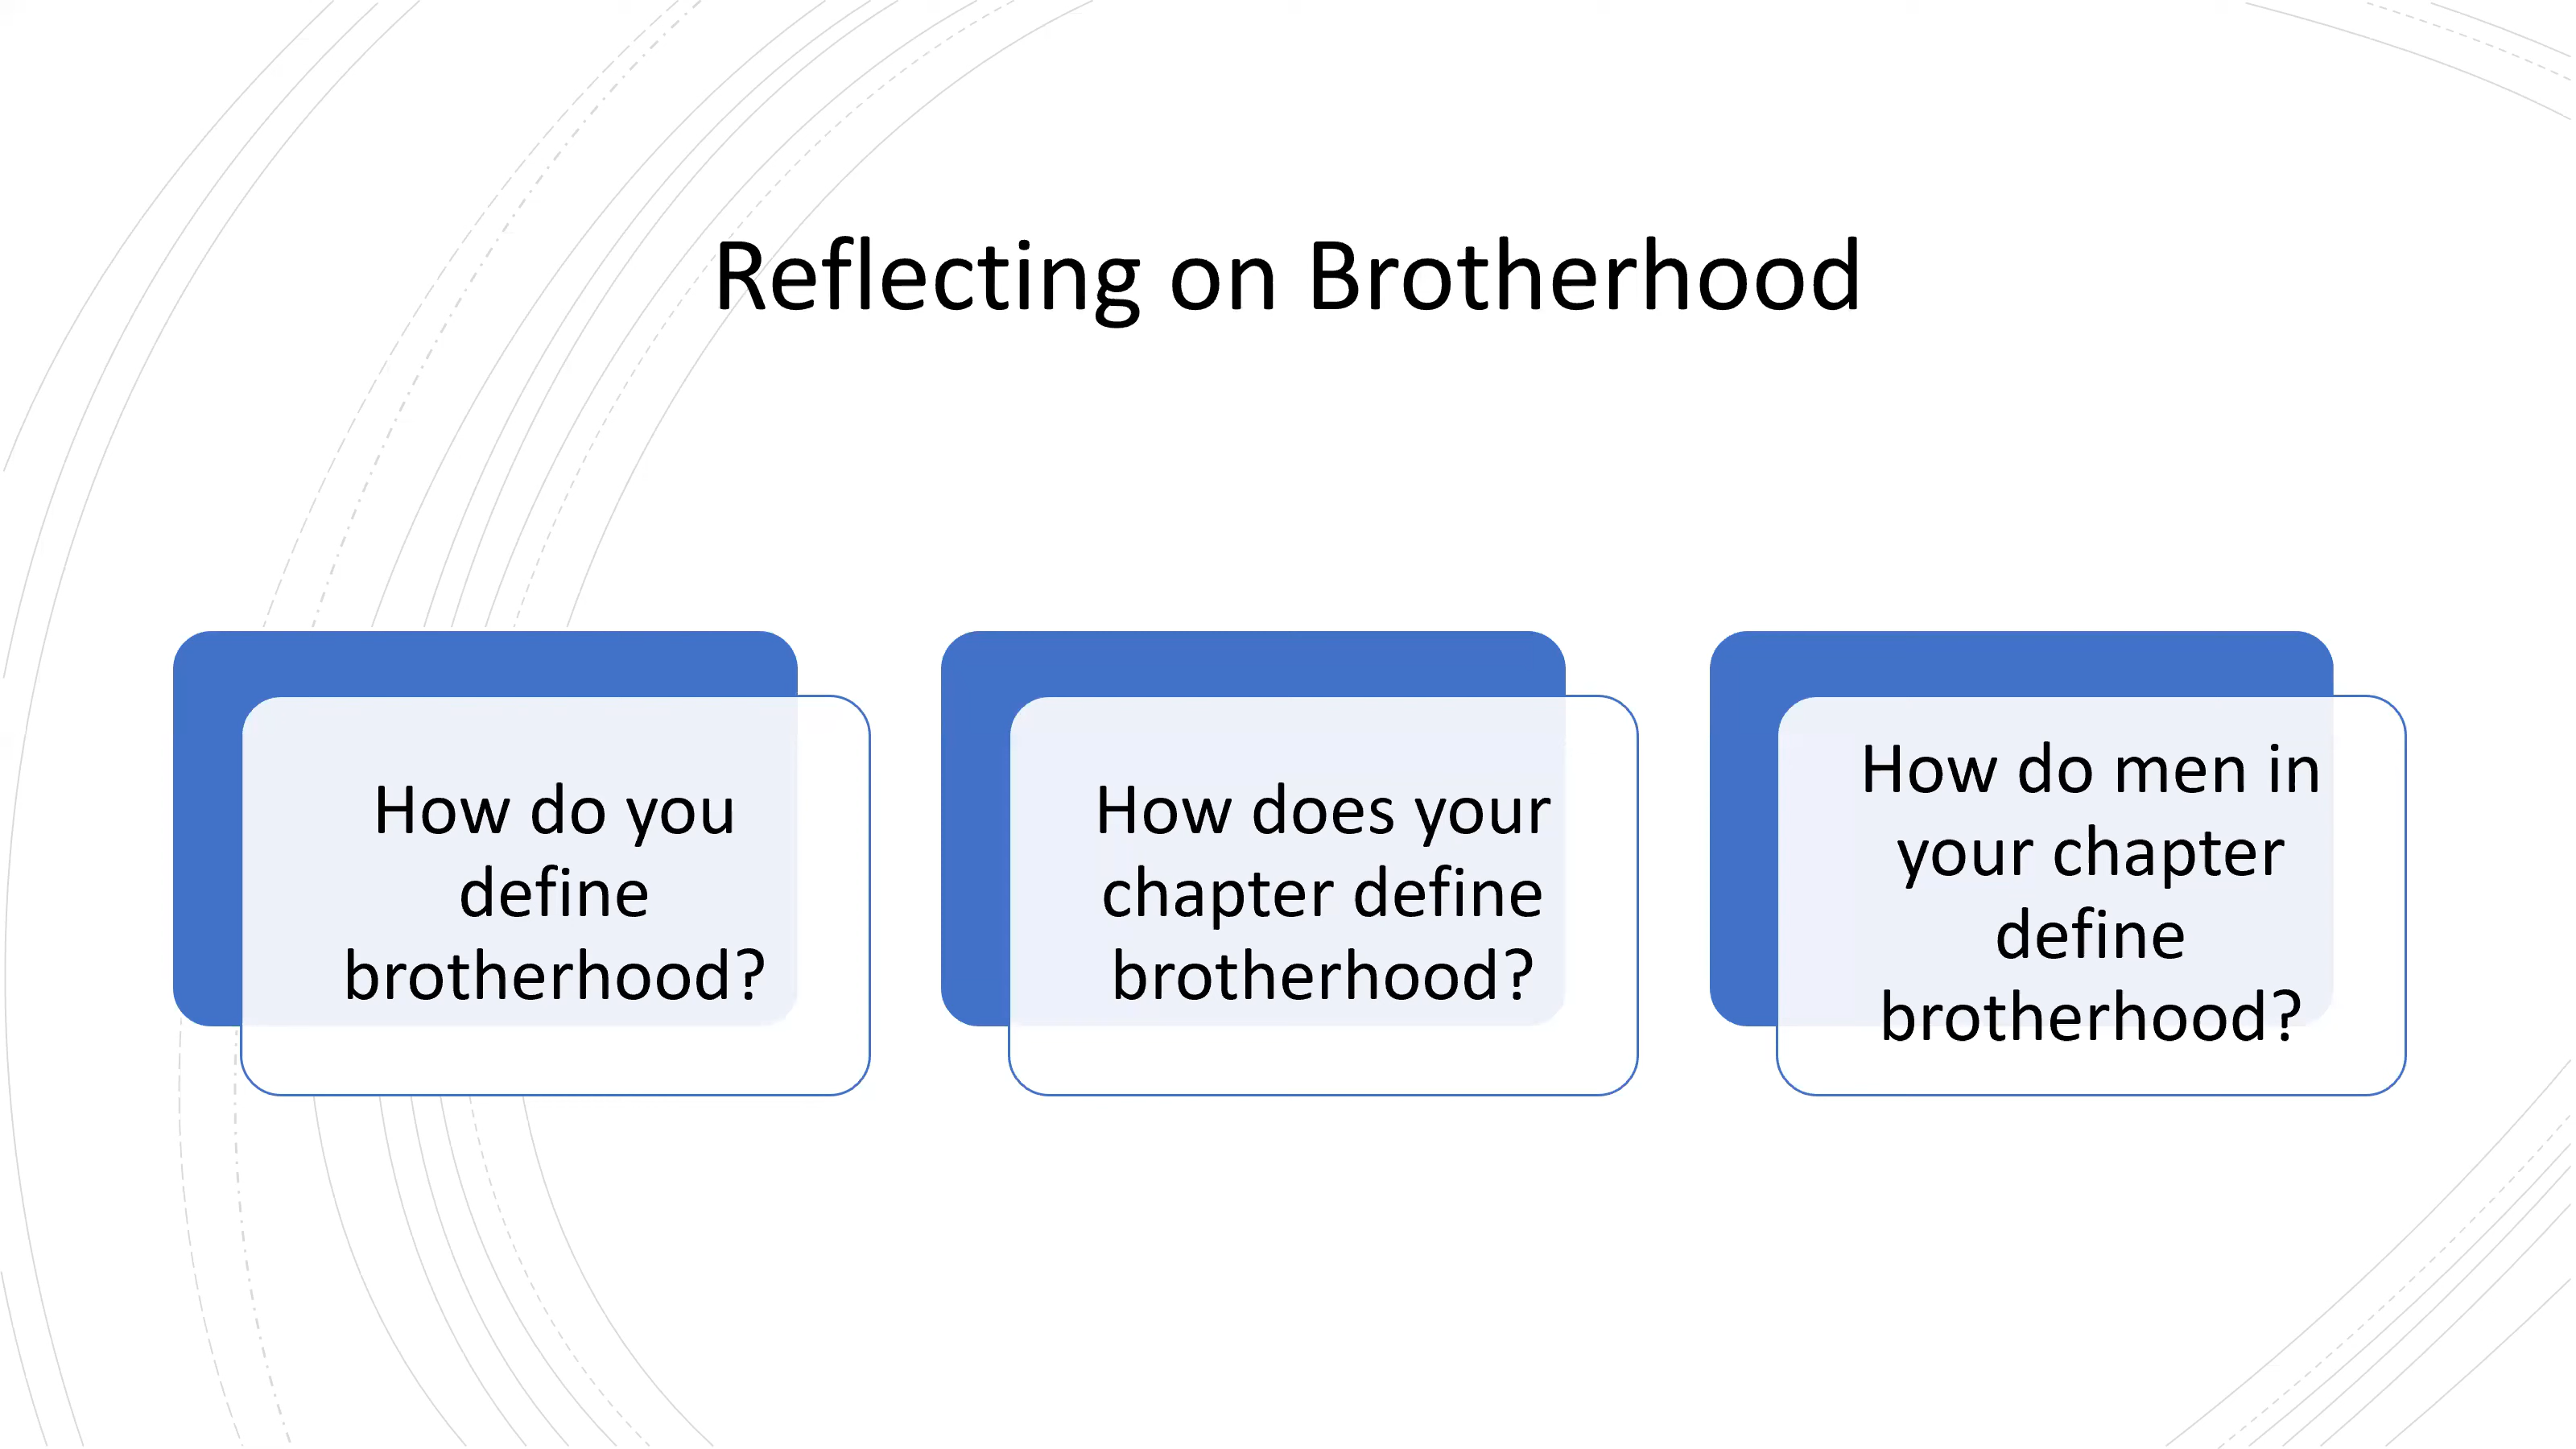 Reflecting on Brotherhood
How do you
define
brotherhood?
How does your
chapter define
brotherhood?
How do men in
your chapter
define
brotherhood?